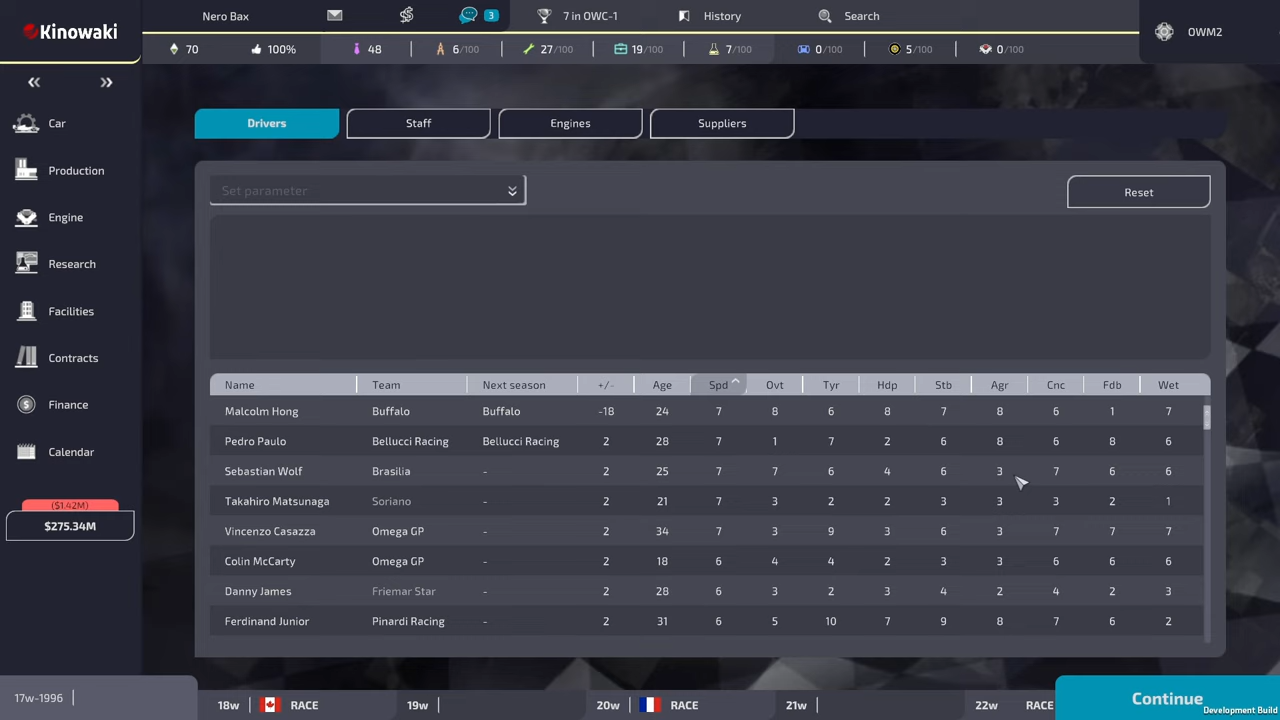 Kinowaki
Nero Bax
3
7 in OWC-1
History
Search
OWM2
70
100%
48
6/100
27/100
19/100
7/100
0/100
5/100
0/100
Car
Production
Engine
Research
Facilities
Contracts
Finance
Calendar
($1.42M)
$275.34M
Drivers
Staff
Engines
Suppliers
Set parameter
Reset
Name Team Next season +/- Age Spd Ovt Tyr Hdp Stb Agr Cnc Fdb Wet
Malcolm Hong Buffalo Buffalo -18 24 7 8 6 8 7 8 6 1 7
Pedro Paulo Bellucci Racing Bellucci Racing 2 28 7 1 7 2 6 8 6 8 6
Sebastian Wolf Brasilia - 2 25 7 7 6 4 6 3 7 6 6
Takahiro Matsunaga Soriano - 2 21 7 3 2 2 3 3 3 2 1
Vincenzo Casazza Omega GP - 2 34 7 3 9 3 6 3 7 7 7
Colin McCarty Omega GP - 2 18 6 4 4 2 3 3 6 6 6
Danny James Friemar Star - 2 28 6 3 2 3 4 2 4 2 3
Ferdinand Junior Pinardi Racing - 2 31 6 5 10 7 9 8 7 6 2
17w-1996
18w RACE
19w
20w RACE
21w
22w RACE
Continue
Development Build